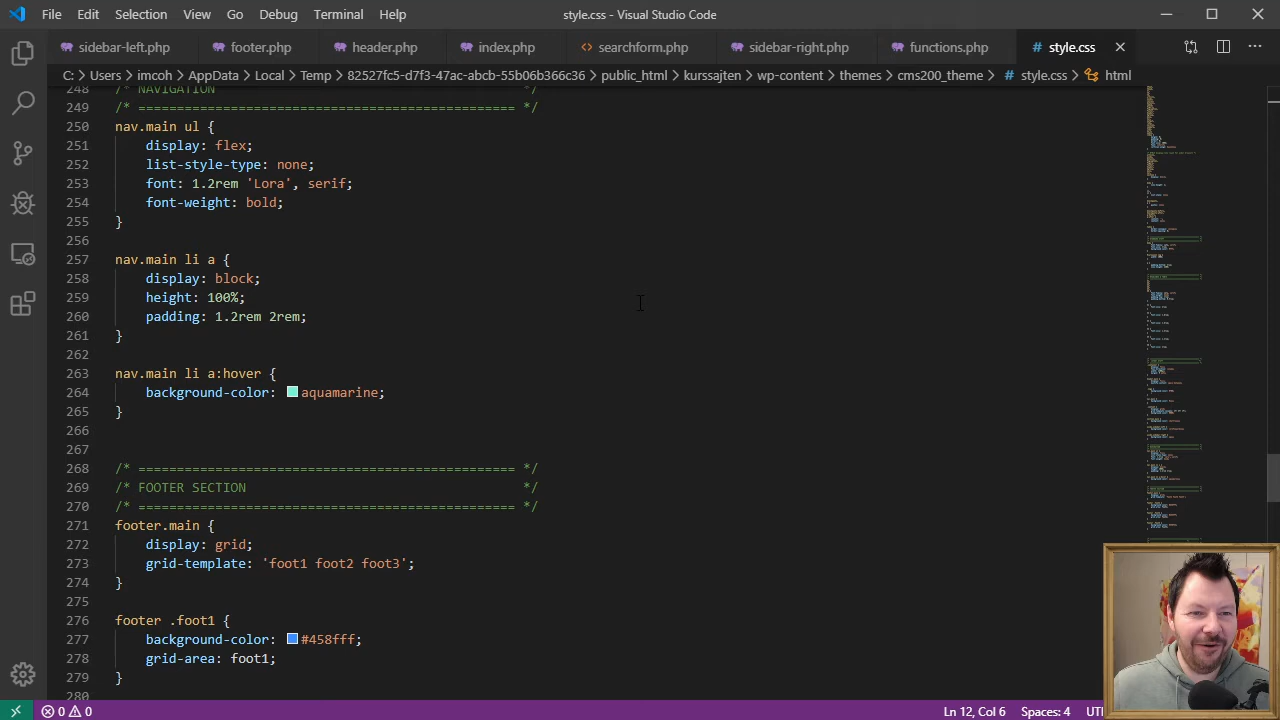 File Edit Selection View Go Debug Terminal Help style.css - Visual Studio Code
sidebar-left.php footer.php header.php index.php searchform.php sidebar-right.php functions.php style.css
C: > Users > imcoh > AppData > Local > Temp > 82527fc5-d7f3-47ac-abcb-55b06b366c36 > public_html > kurssajten > wp-content > themes > cms200_theme > style.css > html
248 /* NAVIGATION */
249 /* ================================================= */
250 nav.main ul {
251 display: flex;
252 list-style-type: none;
253 font: 1.2rem 'Lora', serif;
254 font-weight: bold;
255 }
256
257 nav.main li a {
258 display: block;
259 height: 100%;
260 padding: 1.2rem 2rem;
261 }
262
263 nav.main li a:hover {
264 background-color: aquamarine;
265 }
266
267
268 /* ================================================= */
269 /* FOOTER SECTION */
270 /* ================================================= */
271 footer.main {
272 display: grid;
273 grid-template: 'foot1 foot2 foot3';
274 }
275
276 footer .foot1 {
277 background-color: #458fff;
278 grid-area: foot1;
279 }
280
0 0 Ln 12, Col 6 Spaces: 4